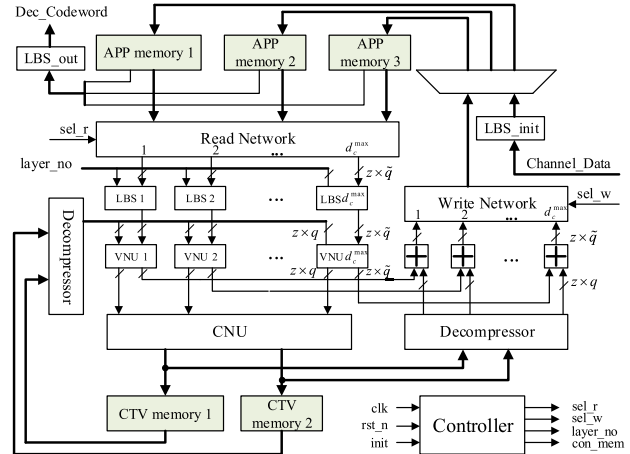 Dec_Codeword
LBS_out
APP memory 1
APP
memory 2
APP
memory 3
LBS_init
Channel_Data
sel_r
Read Network
1 2 ... d_c^max
layer_no
z × q̃
LBS 1 LBS 2 ... LBS d_c^max
Write Network
sel_w
1 2 ... d_c^max
Decompressor
z × q z × q̃
z × q̃
VNU 1 VNU 2 ... VNU d_c^max
+ + ... +
z × q z × q̃
z × q
CNU
Decompressor
CTV memory 1
CTV
memory 2
clk
rst_n
init
Controller
sel_r
sel_w
layer_no
con_mem